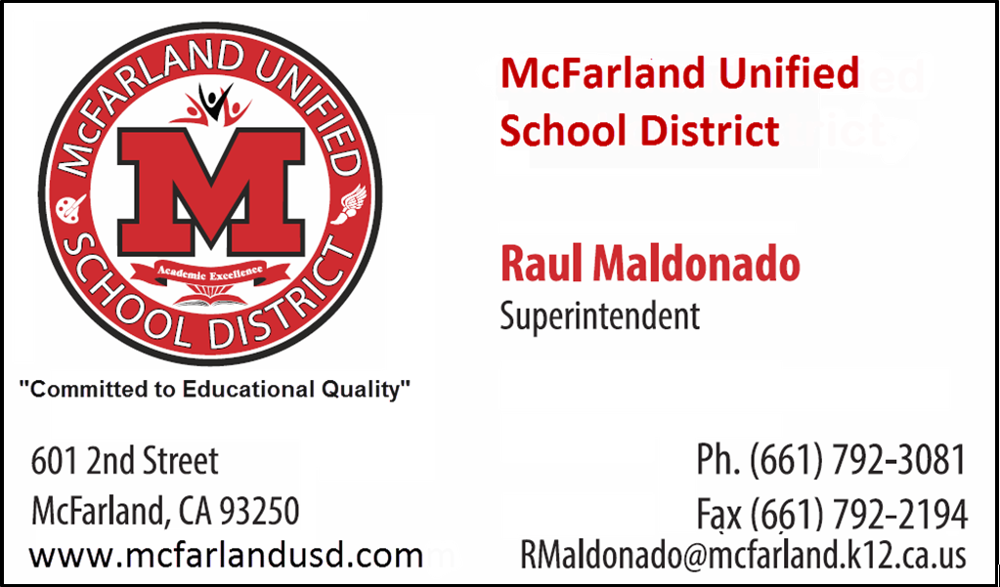 McFARLAND UNIFIED
SCHOOL DISTRICT
M
Academic Excellence
"Committed to Educational Quality"
601 2nd Street
McFarland, CA 93250
www.mcfarlandusd.com
McFarland Unified
School District
Raul Maldonado
Superintendent
Ph. (661) 792-3081
Fax (661) 792-2194
RMaldonado@mcfarland.k12.ca.us